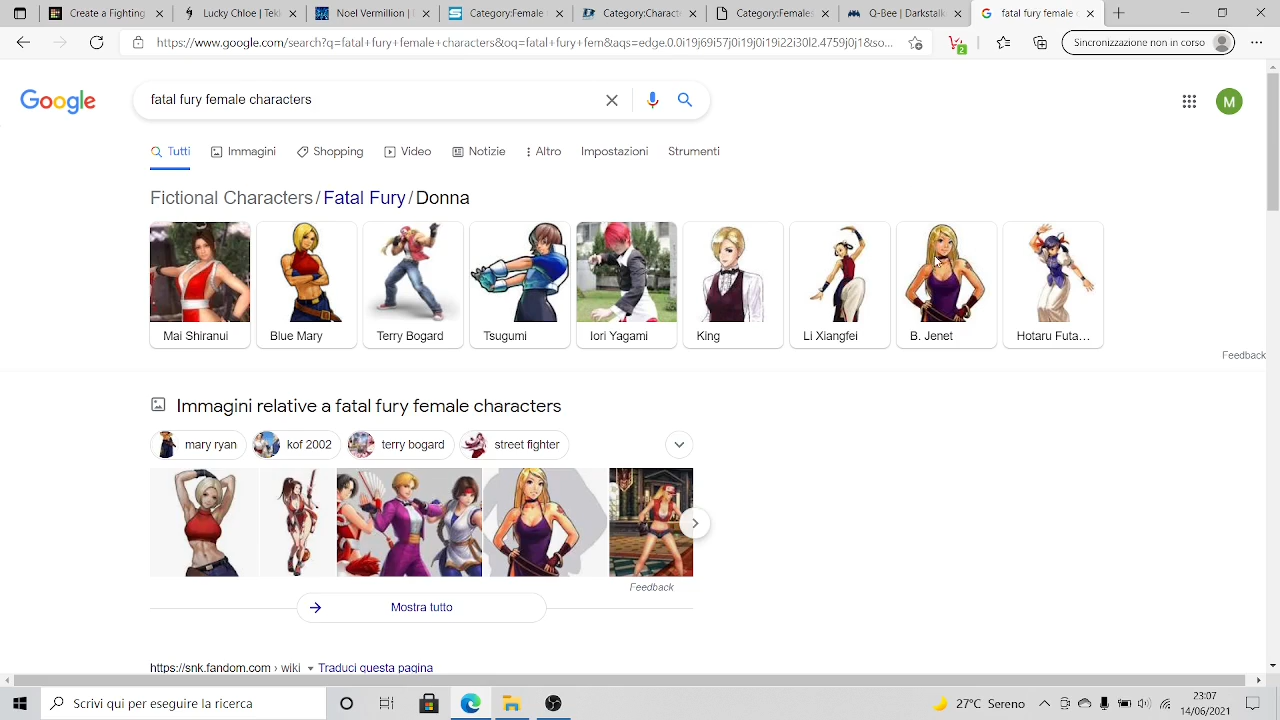 Create a Fighting
Lucky Chloe | Tekk
Noel Vermillion |
Category:Female
Category:Character
Category:Females
Q-Bee | Darkstalk
fatal fury female c
https://www.google.com/search?q=fatal+fury+female+characters&oq=fatal+fury+fem&aqs=edge.0.0i19j69i57j0i19j0i19i22i30l2.4759j0j1&so...
2
Sincronizzazione non in corso
Google
fatal fury female characters
M
Tutti
Immagini
Shopping
Video
Notizie
Altro
Impostazioni
Strumenti
Fictional Characters / Fatal Fury / Donna
Mai Shiranui
Blue Mary
Terry Bogard
Tsugumi
Iori Yagami
King
Li Xiangfei
B. Jenet
Hotaru Futa...
Feedback
Immagini relative a fatal fury female characters
mary ryan
kof 2002
terry bogard
street fighter
Feedback
Mostra tutto
https://snk.fandom.com › wiki
Traduci questa pagina
Scrivi qui per eseguire la ricerca
27°C Sereno
23:07
14/06/2021